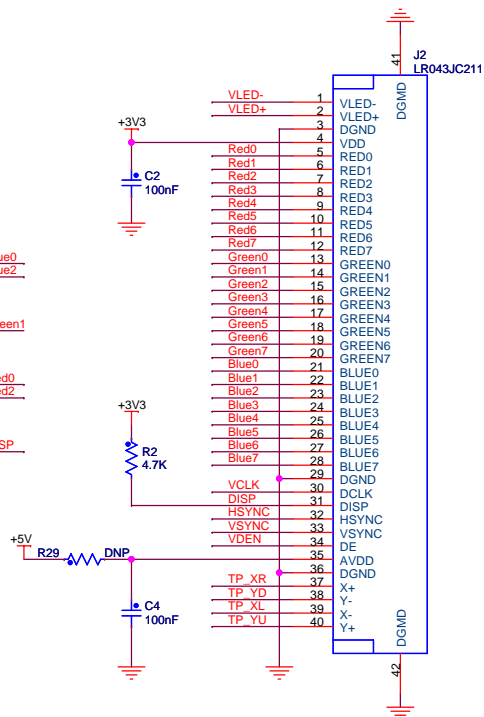 41
J2
LR043JC211
DGMD
VLED- 1 VLED-
VLED+ 2 VLED+
3 DGND
+3V3
4 VDD
Red0 5 RED0
Red1 6 RED1
C2
100nF
Red2 7 RED2
Red3 8 RED3
Red4 9 RED4
Red5 10 RED5
Red6 11 RED6
Red7 12 RED7
Green0 13 GREEN0
Green1 14 GREEN1
Green2 15 GREEN2
Green3 16 GREEN3
Green4 17 GREEN4
Green5 18 GREEN5
Green6 19 GREEN6
Green7 20 GREEN7
Blue0 21 BLUE0
Blue1 22 BLUE1
Blue2 23 BLUE2
Blue3 24 BLUE3
Blue4 25 BLUE4
Blue5 26 BLUE5
Blue6 27 BLUE6
Blue7 28 BLUE7
29 DGND
VCLK 30 DCLK
DISP 31 DISP
HSYNC 32 HSYNC
VSYNC 33 VSYNC
VDEN 34 DE
35 AVDD
36 DGND
TP_XR 37 X+
TP_YD 38 Y-
TP_XL 39 X-
TP_YU 40 Y+
DGMD
42
ue0
ue2
een1
ed0
ed2
SP
+3V3
R2
4.7K
+5V
R29 DNP
C4
100nF